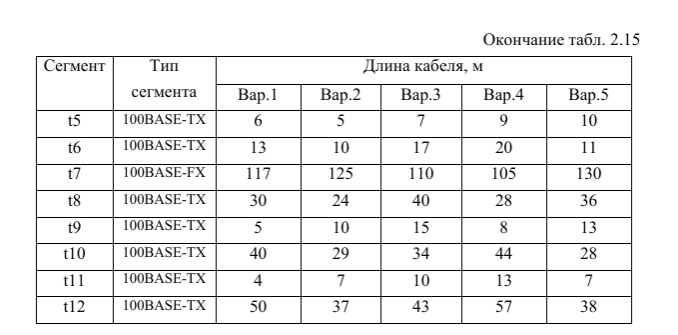 Окончание табл. 2.15
Сегмент Тип сегмента Длина кабеля, м
Вар.1 Вар.2 Вар.3 Вар.4 Вар.5
t5 100BASE-TX 6 5 7 9 10
t6 100BASE-TX 13 10 17 20 11
t7 100BASE-FX 117 125 110 105 130
t8 100BASE-TX 30 24 40 28 36
t9 100BASE-TX 5 10 15 8 13
t10 100BASE-TX 40 29 34 44 28
t11 100BASE-TX 4 7 10 13 7
t12 100BASE-TX 50 37 43 57 38